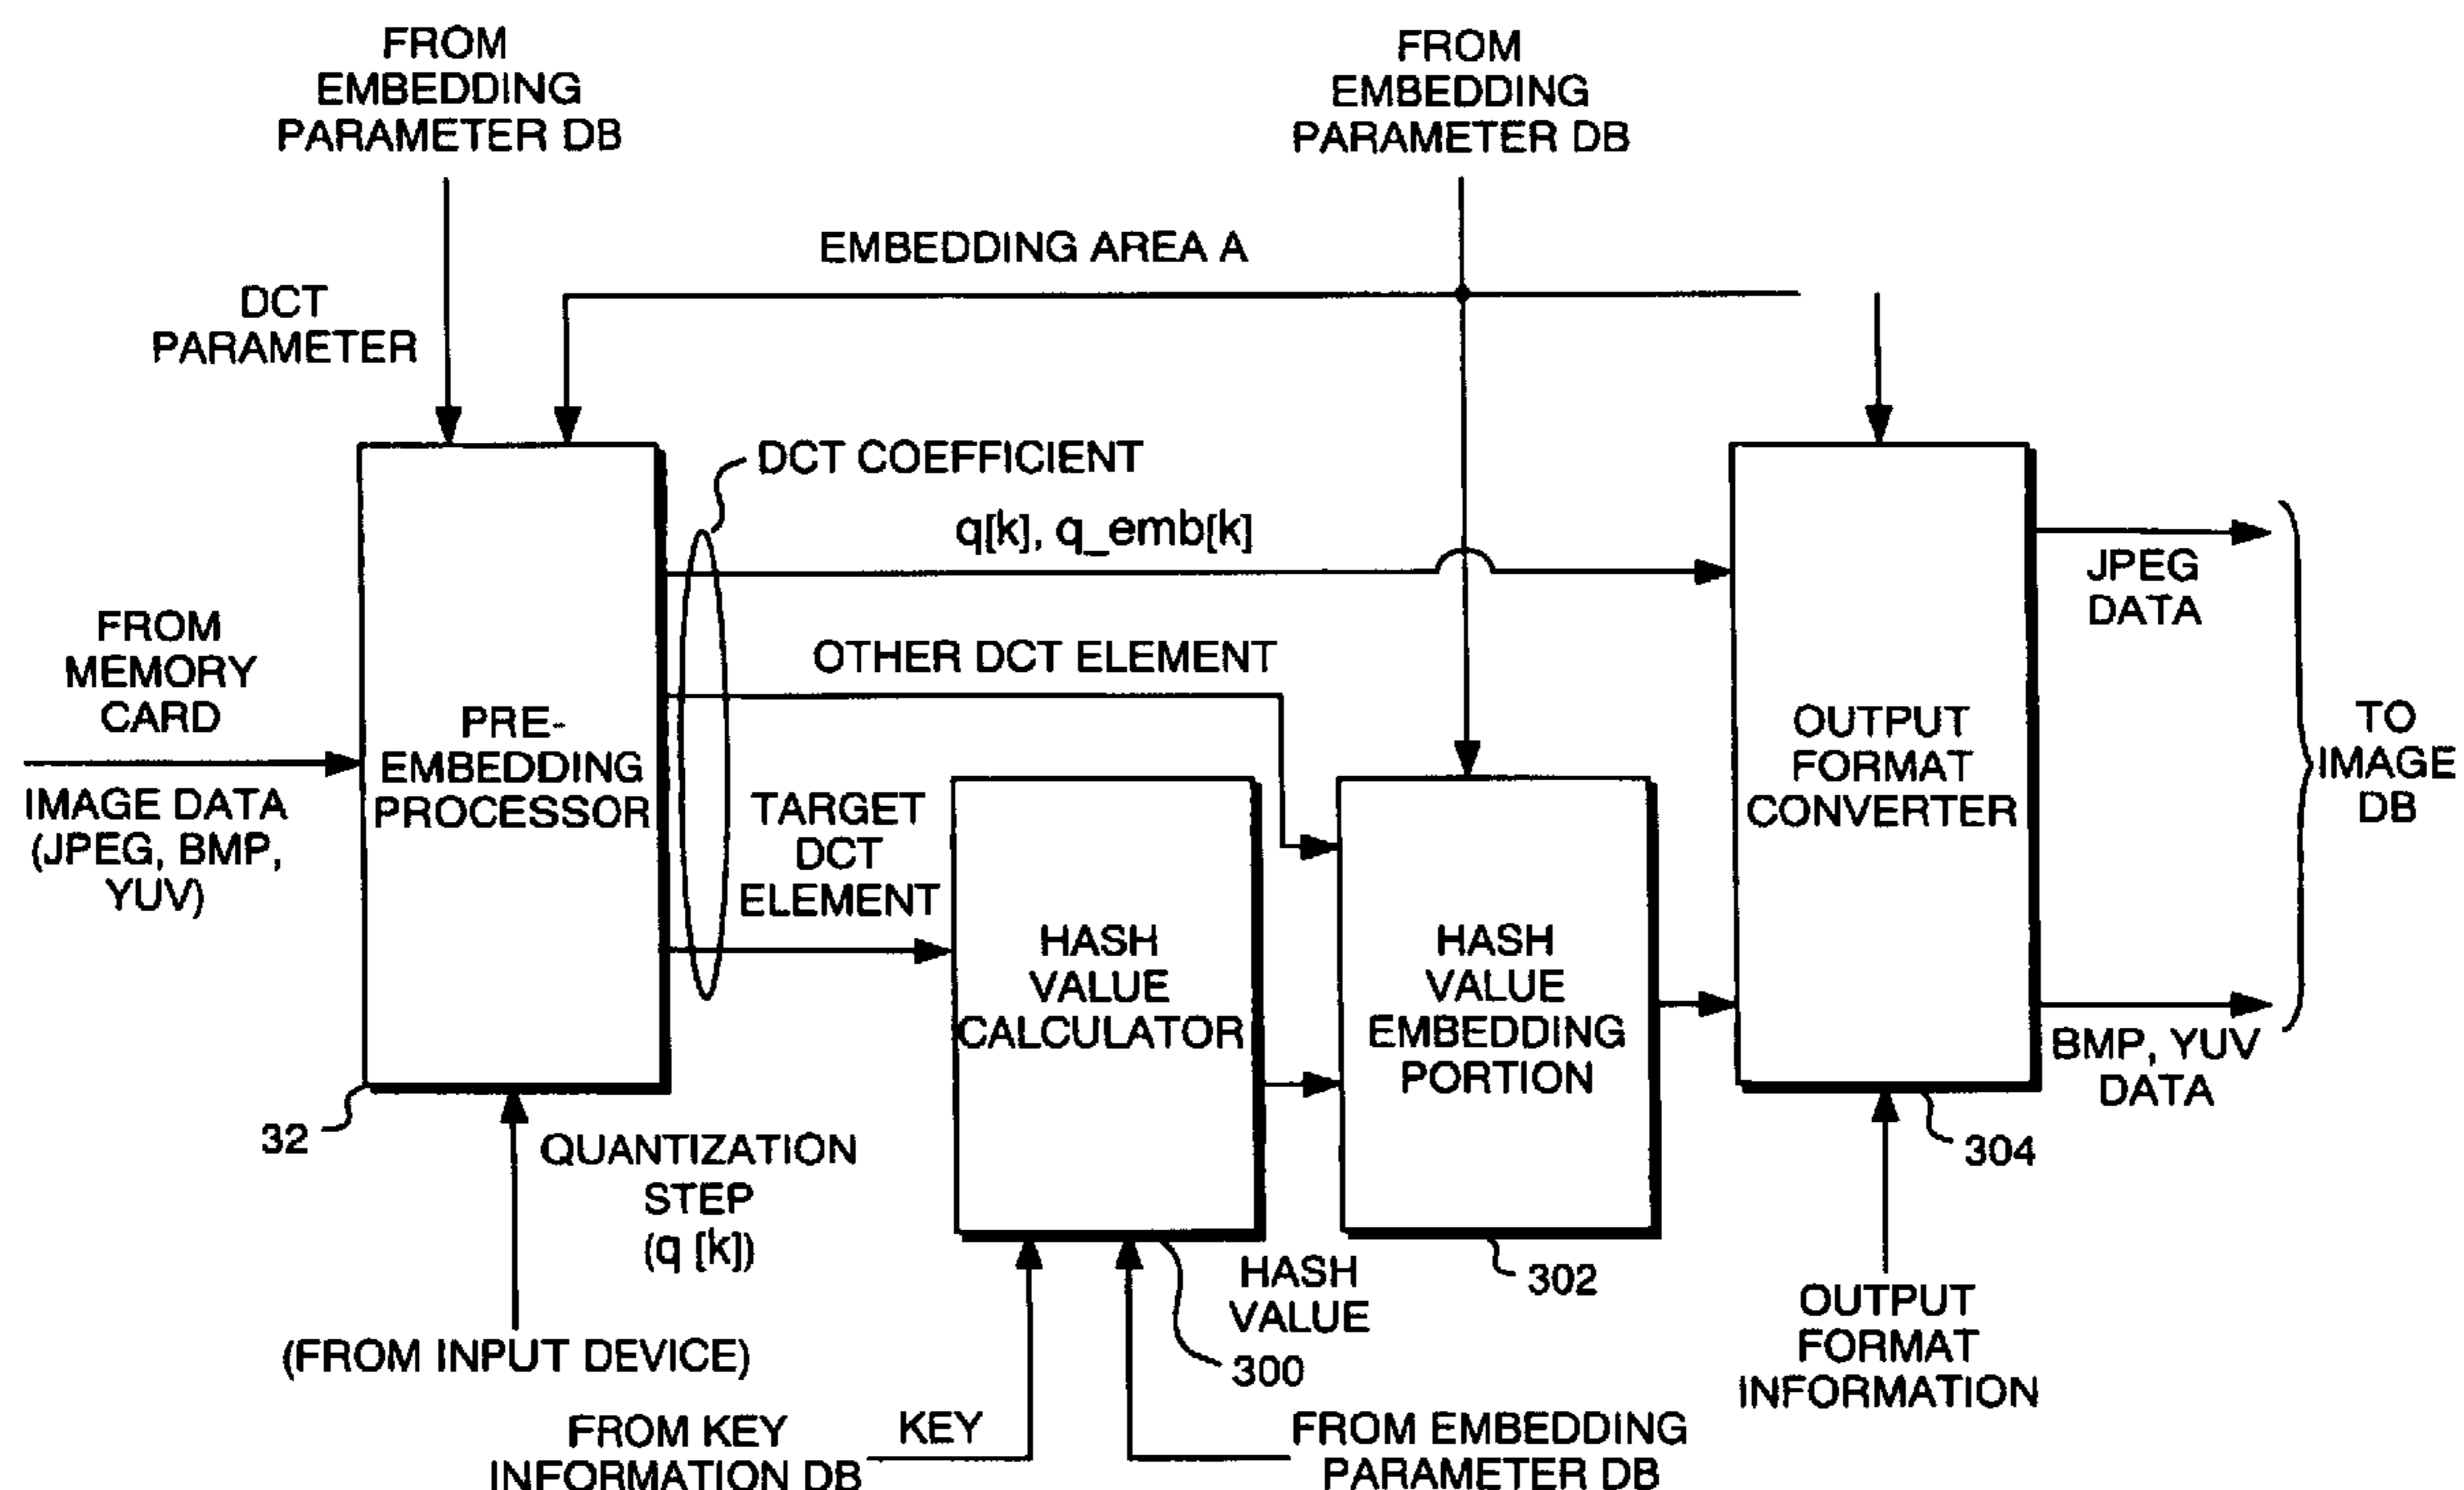 FROM
EMBEDDING
PARAMETER DB
FROM
EMBEDDING
PARAMETER DB
EMBEDDING AREA A
DCT
PARAMETER
DCT COEFFICIENT
q[k], q_emb[k]
JPEG
DATA
FROM
MEMORY
CARD
OTHER DCT ELEMENT
PRE-
EMBEDDING
PROCESSOR
OUTPUT
FORMAT
CONVERTER
TO
IMAGE
DB
IMAGE DATA
(JPEG, BMP,
YUV)
TARGET
DCT
ELEMENT
HASH
VALUE
CALCULATOR
HASH
VALUE
EMBEDDING
PORTION
BMP, YUV
DATA
32
QUANTIZATION
STEP
(q [k])
304
HASH
VALUE
302
300
(FROM INPUT DEVICE)
OUTPUT
FORMAT
INFORMATION
FROM KEY
INFORMATION DB
KEY
FROM EMBEDDING
PARAMETER DB